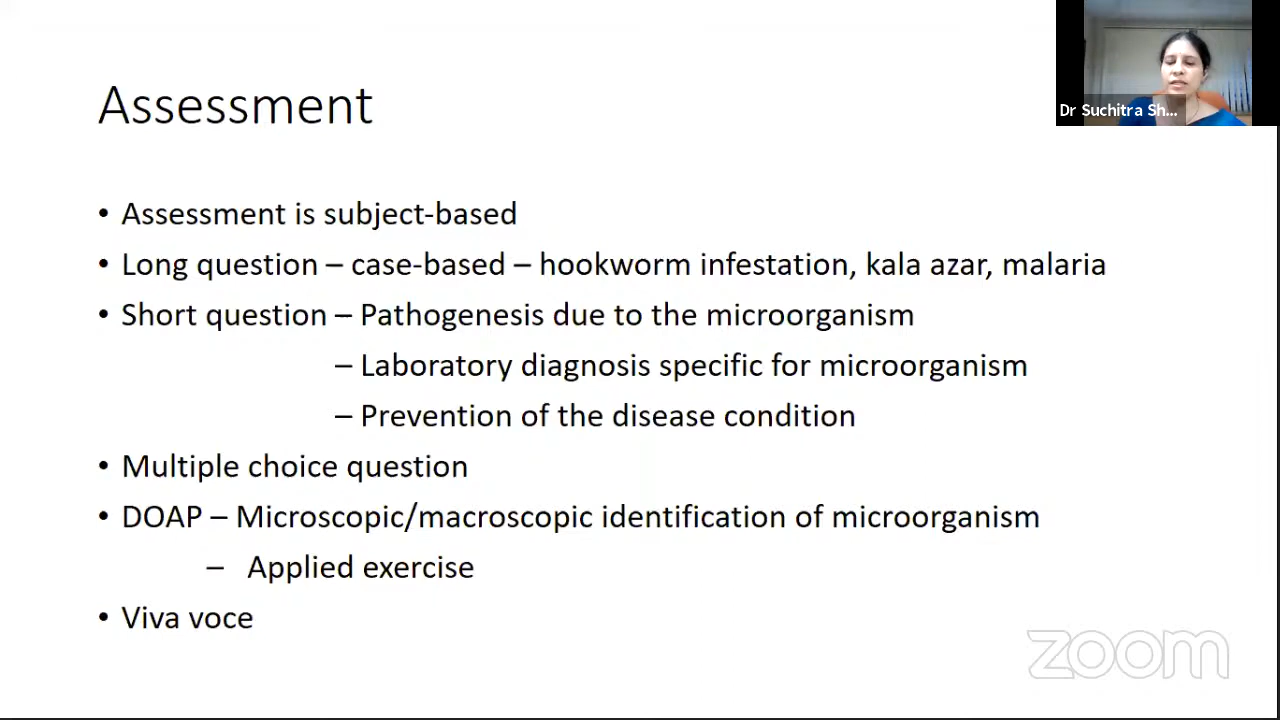 Assessment
Dr Suchitra Sh...
• Assessment is subject-based
• Long question – case-based – hookworm infestation, kala azar, malaria
• Short question – Pathogenesis due to the microorganism
– Laboratory diagnosis specific for microorganism
– Prevention of the disease condition
• Multiple choice question
• DOAP – Microscopic/macroscopic identification of microorganism
– Applied exercise
• Viva voce
zoom